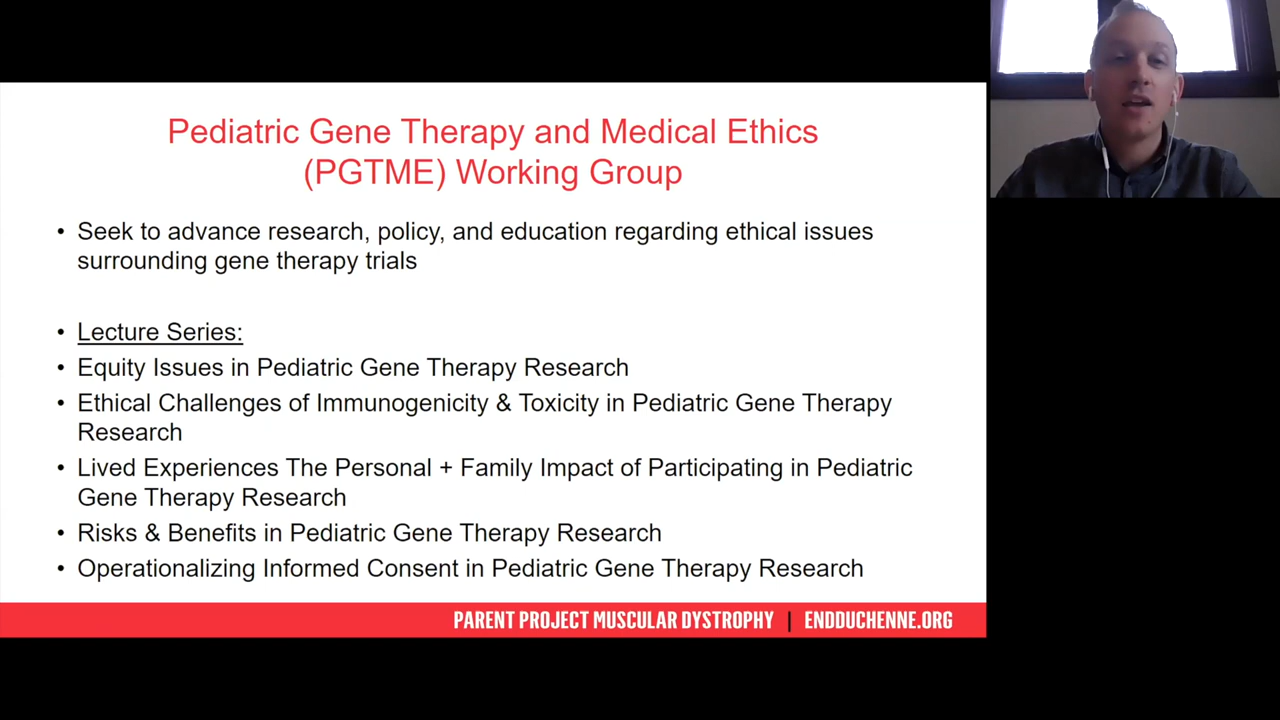 Pediatric Gene Therapy and Medical Ethics
(PGTME) Working Group
• Seek to advance research, policy, and education regarding ethical issues
surrounding gene therapy trials
• Lecture Series:
• Equity Issues in Pediatric Gene Therapy Research
• Ethical Challenges of Immunogenicity & Toxicity in Pediatric Gene Therapy
Research
• Lived Experiences The Personal + Family Impact of Participating in Pediatric
Gene Therapy Research
• Risks & Benefits in Pediatric Gene Therapy Research
• Operationalizing Informed Consent in Pediatric Gene Therapy Research
PARENT PROJECT MUSCULAR DYSTROPHY | ENDDUCHENNE.ORG